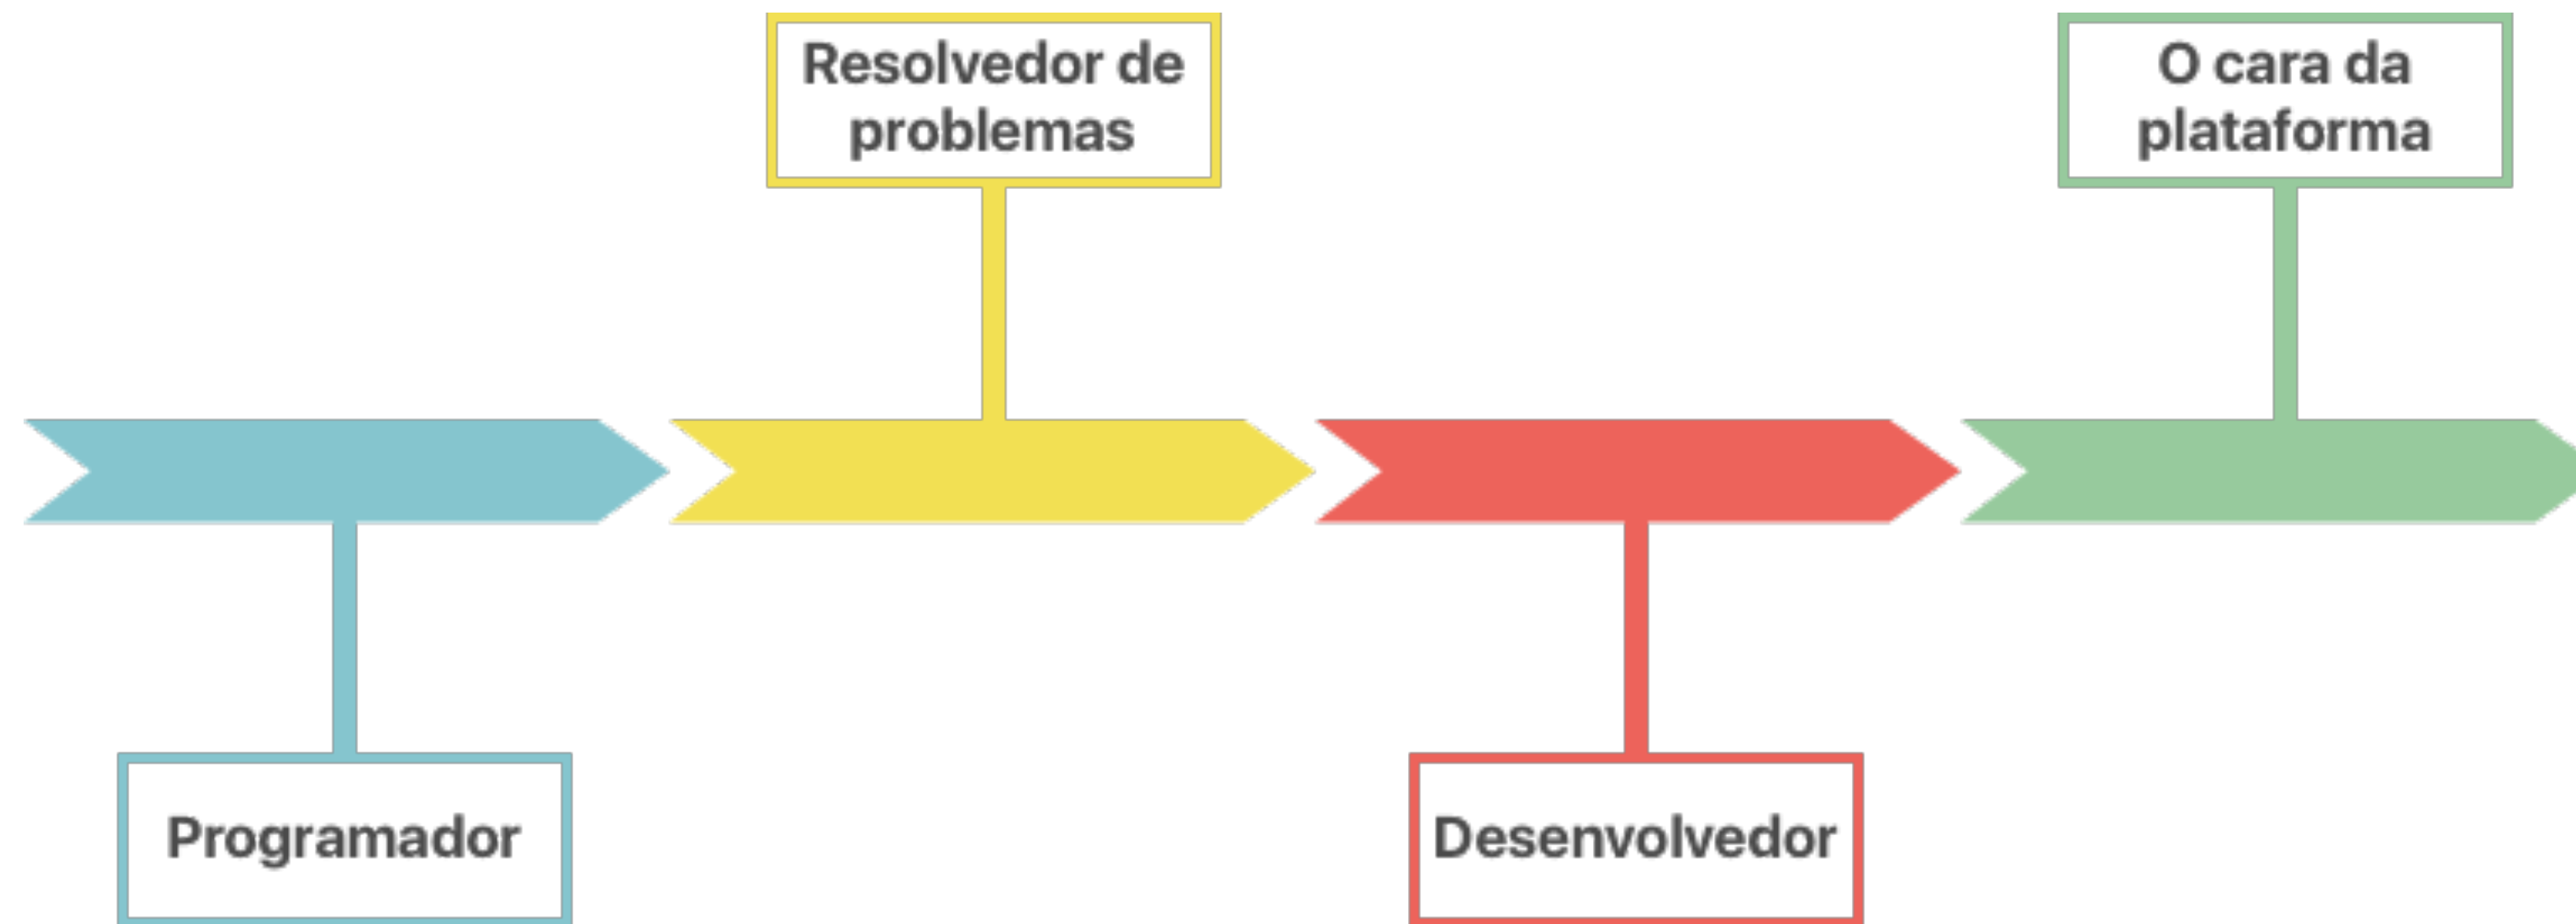 Resolvedor de
problemas
O cara da
plataforma
Programador
Desenvolvedor